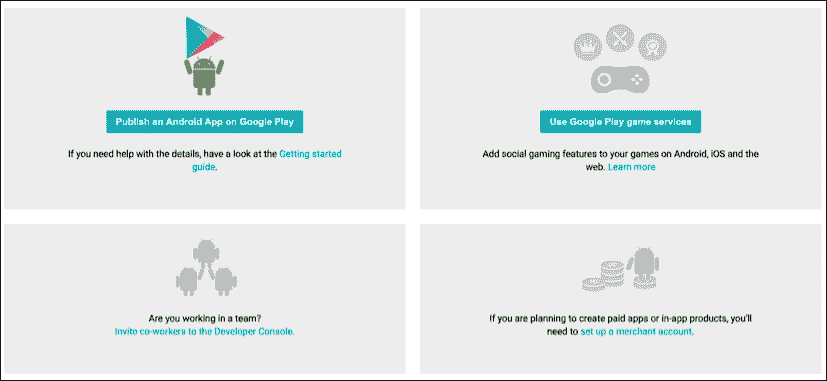 Publish an Android App on Google Play
If you need help with the details, have a look at the Getting started
guide.
Use Google Play game services
Add social gaming features to your games on Android, iOS and the
web. Learn more
Are you working in a team?
Invite co-workers to the Developer Console.
If you are planning to create paid apps or in-app products, you'll
need to set up a merchant account.